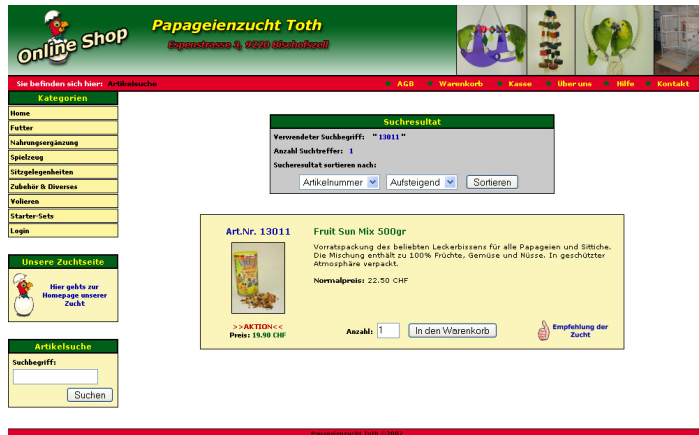 Online Shop
Papageienzucht Toth
Espenstrasse 3, 9220 Bischofszell
Sie befinden sich hier: Artikelsuche
AGB Warenkorb Kasse Über uns Hilfe Kontakt
Kategorien
Home
Futter
Nahrungsergänzung
Spielzeug
Sitzgelegenheiten
Zubehör & Diverses
Volieren
Starter-Sets
Login
Unsere Zuchtseite
Hier gehts zur
Homepage unserer
Zucht
Artikelsuche
Suchbegriff:
Suchen
Suchresultat
Verwendeter Suchbegriff: "13011"
Anzahl Suchtreffer: 1
Sucheresultat sortieren nach:
Artikelnummer Aufsteigend Sortieren
Art.Nr. 13011
Fruit Sun Mix 500gr
Vorratspackung des beliebten Leckerbissens für alle Papageien und Sittiche.
Die Mischung enthält zu 100% Früchte, Gemüse und Nüsse. In geschützter
Atmosphäre verpackt.
Normalpreis: 22.50 CHF
>>AKTION<<
Preis: 19.90 CHF
Anzahl: 1 In den Warenkorb
Empfehlung der
Zucht
Papageienzucht Toth ©2007